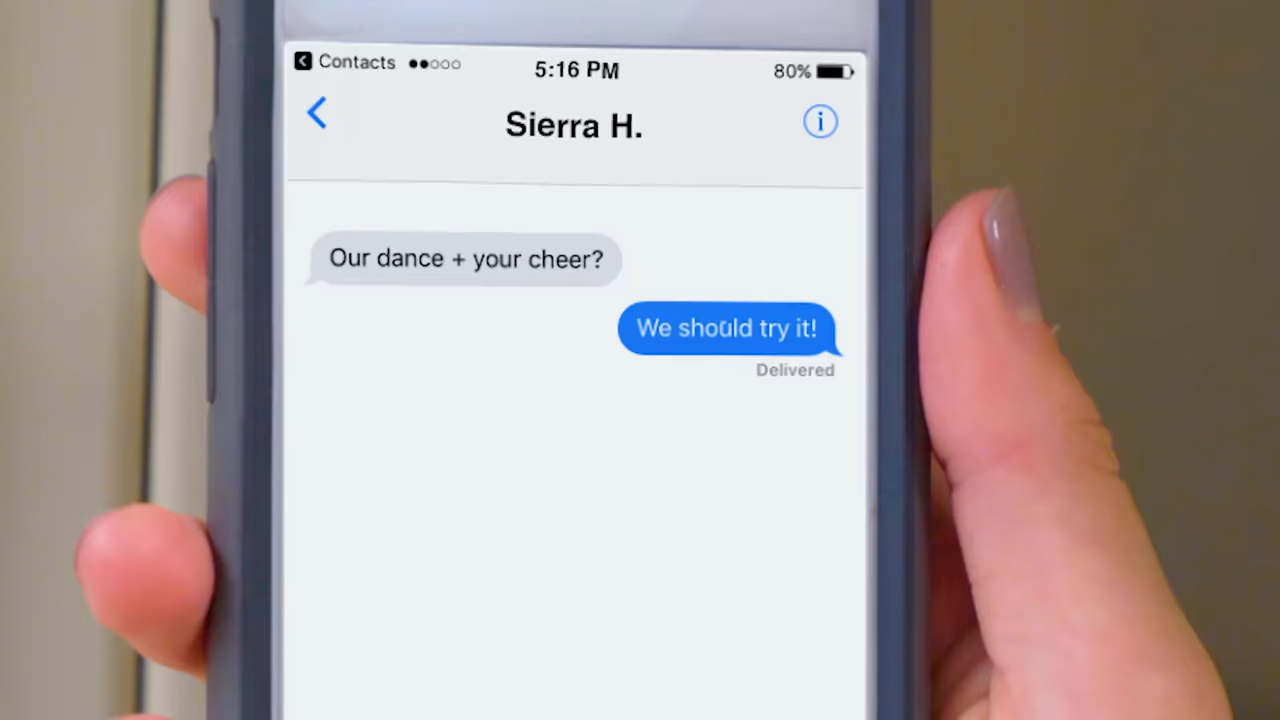 Contacts
5:16 PM
80%
Sierra H.
Our dance + your cheer?
We should try it!
Delivered